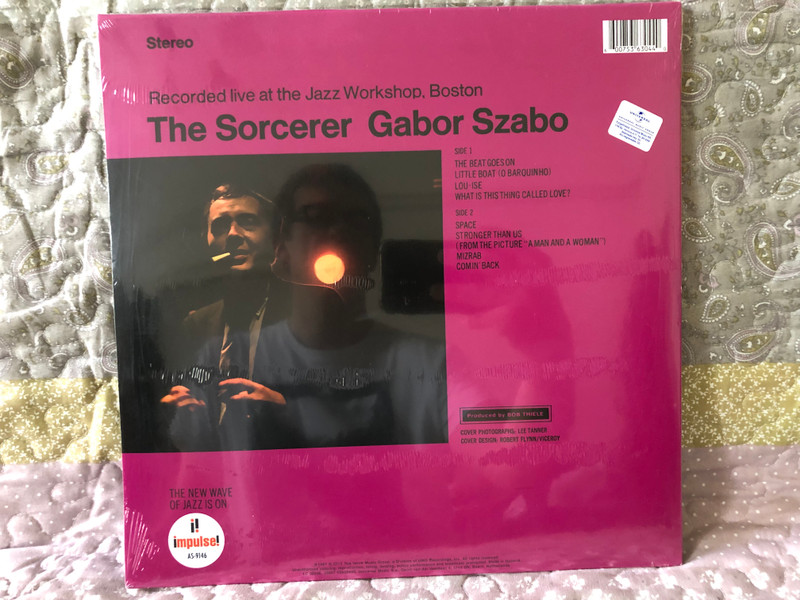 Stereo
Recorded live at the Jazz Workshop, Boston
The Sorcerer Gabor Szabo
SIDE 1
THE BEAT GOES ON
LITTLE BOAT (O BARQUINHO)
LOU-ISE
WHAT IS THIS THING CALLED LOVE?
SIDE 2
SPACE
STRONGER THAN US
(FROM THE PICTURE "A MAN AND A WOMAN")
MIZRAB
COMIN' BACK
Produced by BOB THIELE
COVER PHOTOGRAPHS: LEE TANNER
COVER DESIGN: ROBERT FLYNN/VICEROY
THE NEW WAVE
OF JAZZ IS ON
i!
impulse!
AS-9146